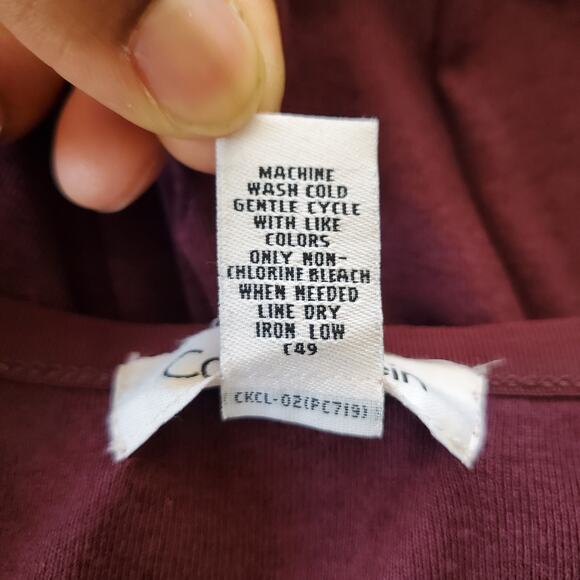 MACHINE
WASH COLD
GENTLE CYCLE
WITH LIKE
COLORS
ONLY NON-
CHLORINE BLEACH
WHEN NEEDED
LINE DRY
IRON LOW
C49
CKCL-02(PC719)